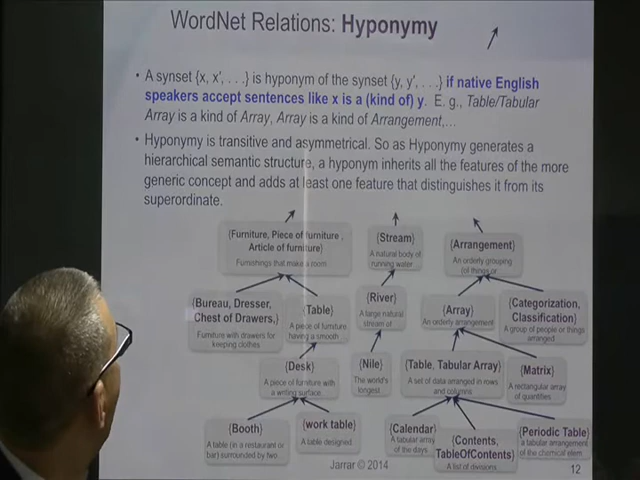 WordNet Relations: Hyponymy
• A synset {x, x′, . . .} is hyponym of the synset {y, y′, . . .} if native English
speakers accept sentences like x is a (kind of) y. E. g., Table/Tabular
Array is a kind of Array, Array is a kind of Arrangement,…
• Hyponymy is transitive and asymmetrical. So as Hyponymy generates a
hierarchical semantic structure, a hyponym inherits all the features of the more
generic concept and adds at least one feature that distinguishes it from its
superordinate.
{Furniture, Piece of furniture ,
Article of furniture}
Furnishings that make a room
{Stream}
A natural body of
running water
{Arrangement}
An orderly grouping
(of things or
{Bureau, Dresser,
Chest of Drawers,}
Furniture with drawers for
keeping clothes
{Table}
A piece of furniture
having a smooth
{River}
A large natural
stream of
{Array}
An orderly arrangement
{Categorization,
Classification}
A group of people or things
arranged
{Desk}
A piece of furniture with
a writing surface
{Nile}
The world's
longest
{Table, Tabular Array}
A set of data arranged in rows
and columns
{Matrix}
A rectangular array
of quantities
{Booth}
A table (in a restaurant or
bar) surrounded by two
{work table}
A table designed
{Calendar}
A tabular array
of the days
{Contents,
TableOfContents}
A list of divisions
{Periodic Table}
a tabular arrangement
of the chemical elem
Jarrar © 2014
12